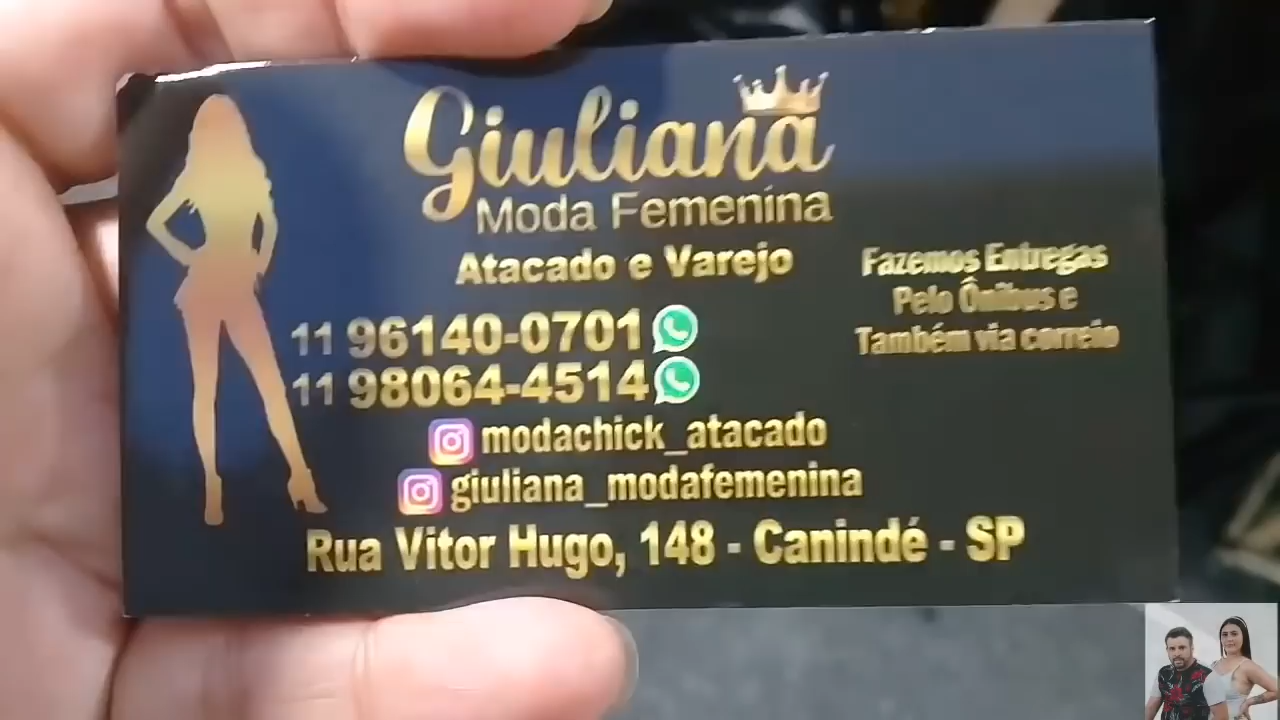 Giuliana
Moda Femenina
Atacado e Varejo
Fazemos Entregas
Pelo Ônibus e
Também via correio
11 96140-0701
11 98064-4514
modachick_atacado
giuliana_modafemenina
Rua Vitor Hugo, 148 - Canindé - SP